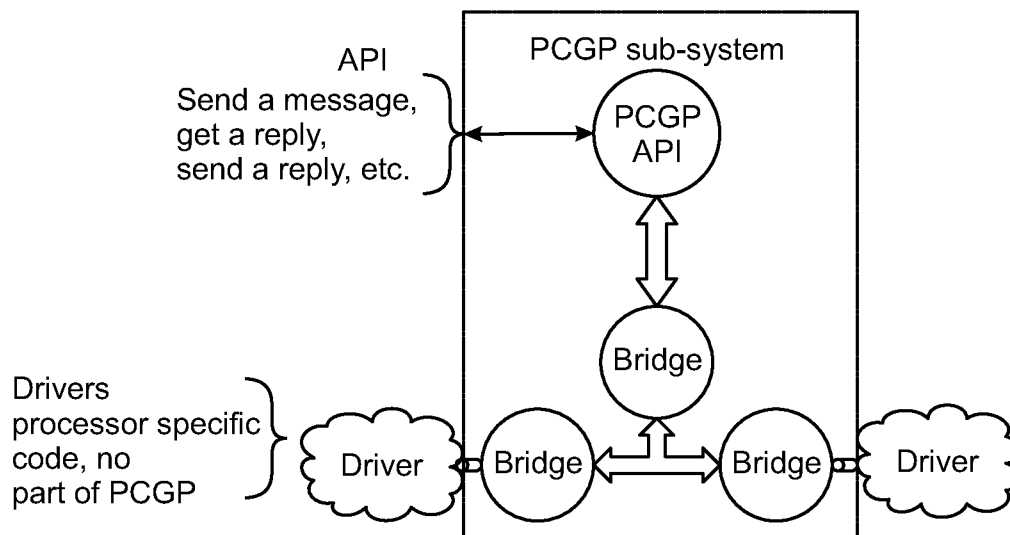 PCGP sub-system
API
Send a message,
get a reply,
send a reply, etc.
PCGP
API
Bridge
Drivers
processor specific
code, no
part of PCGP
Driver
Bridge
Bridge
Driver